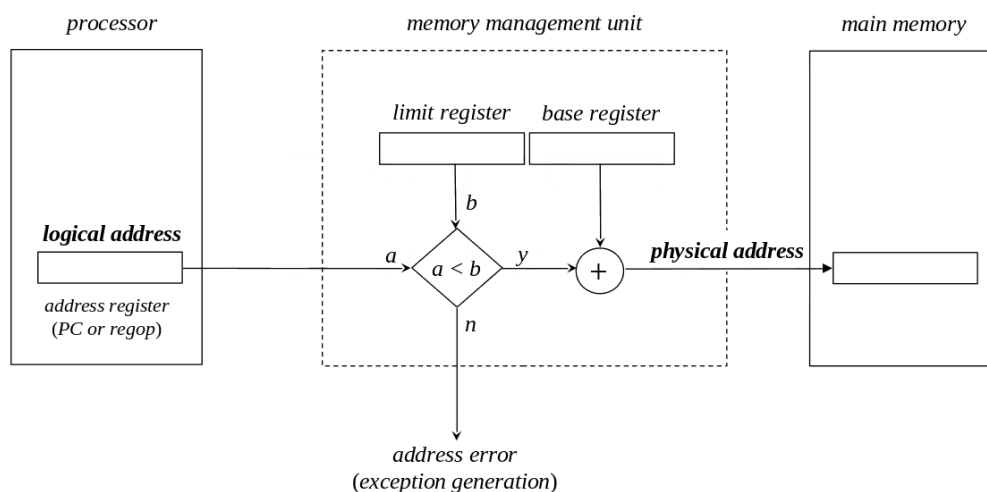 processor
memory management unit
main memory
limit register
base register
b
logical address
a
a < b
y
+
physical address
address register
(PC or regop)
n
address error
(exception generation)